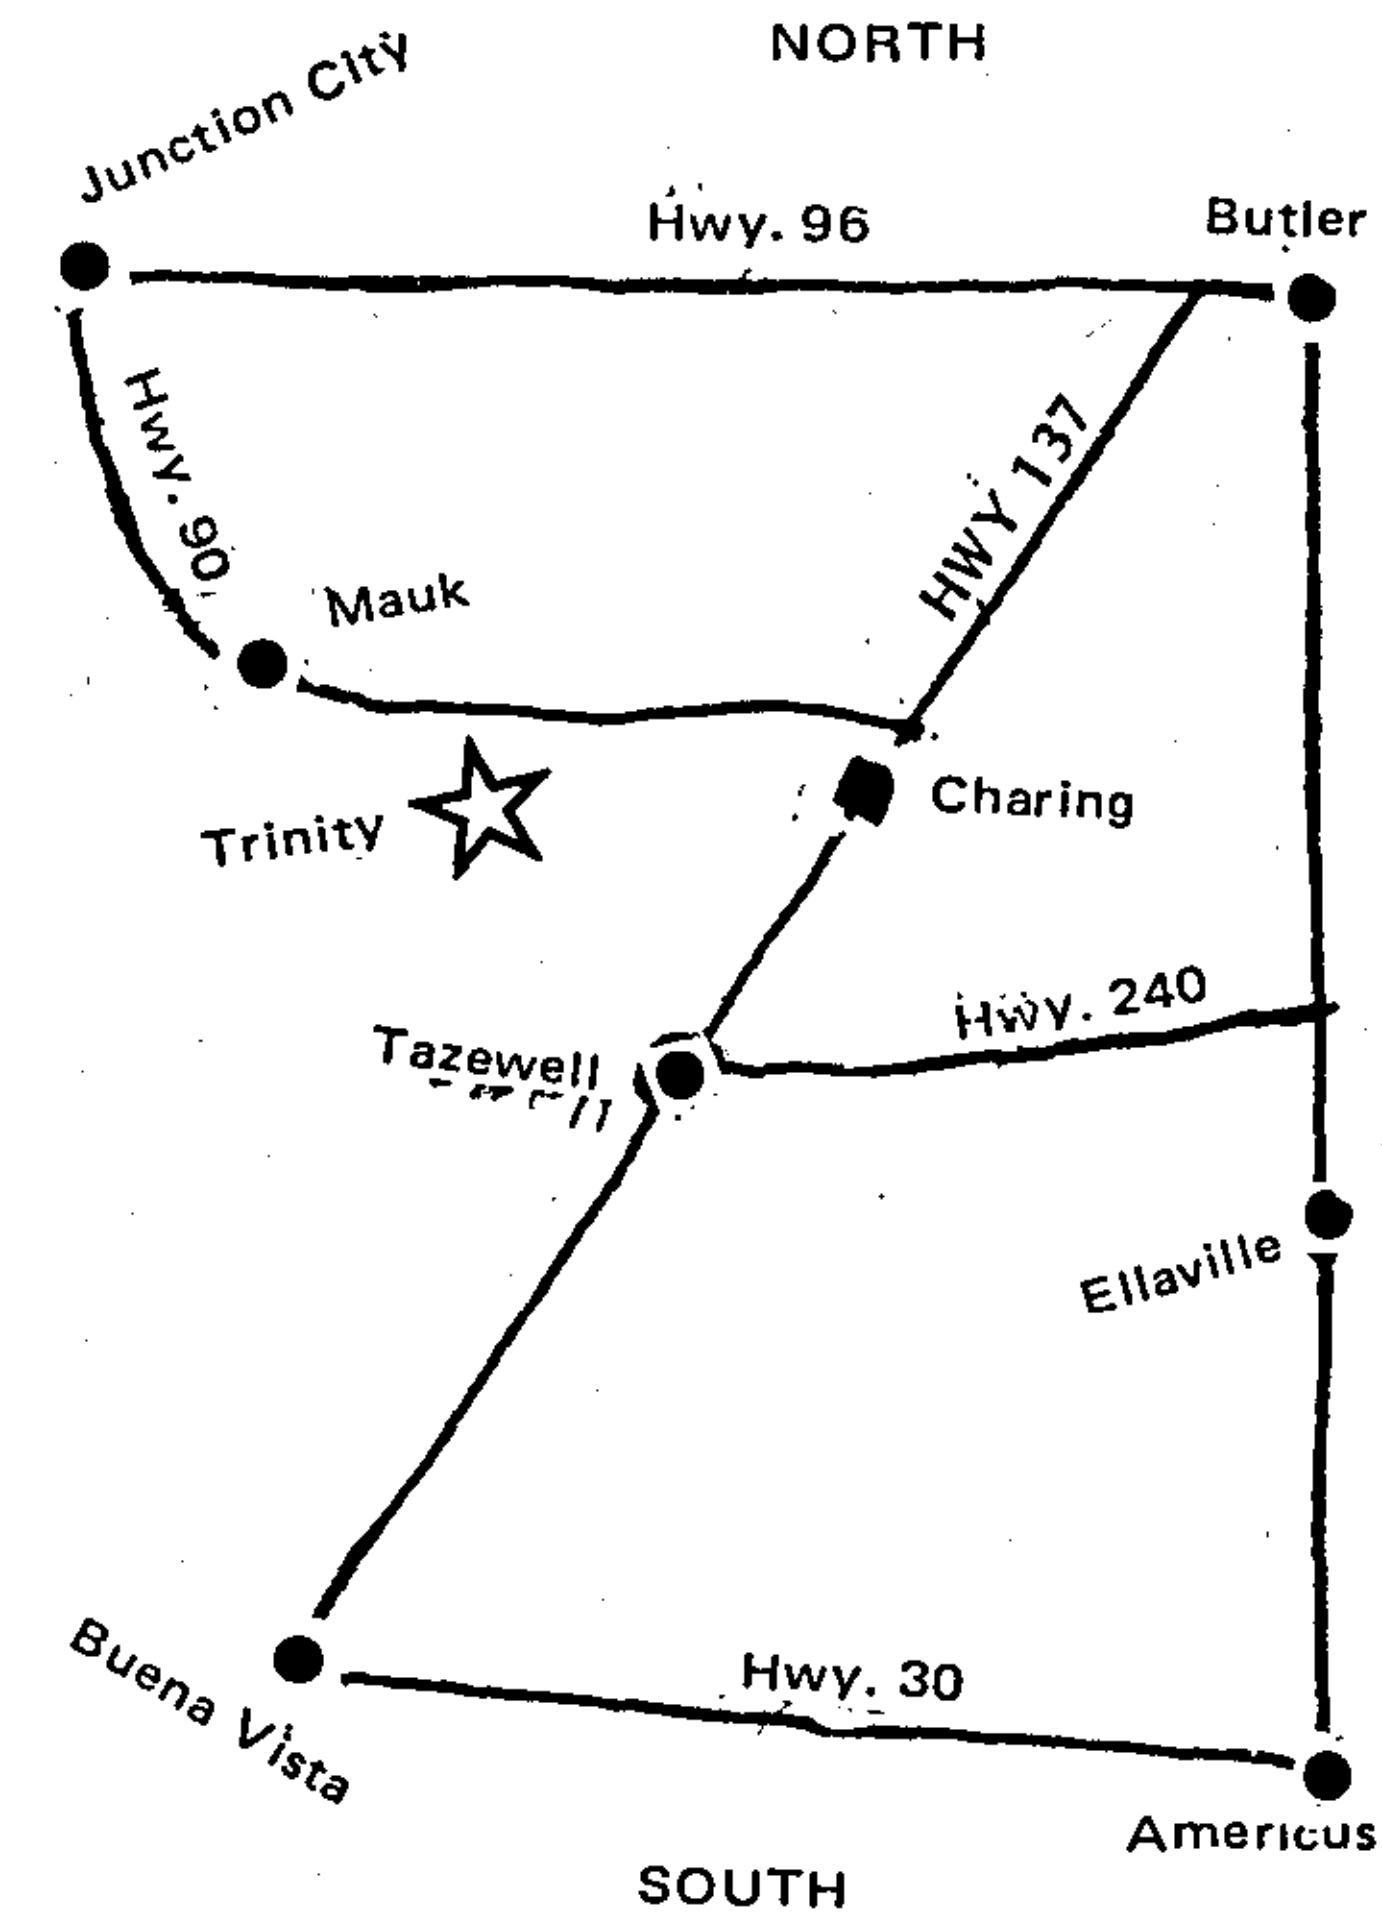 NORTH
Junction City
Hwy. 96
Butler
Hwy. 90
HWY 137
Mauk
Charing
Trinity
Hwy. 240
Tazewell
Ellaville
Buena Vista
Hwy. 30
Americus
SOUTH